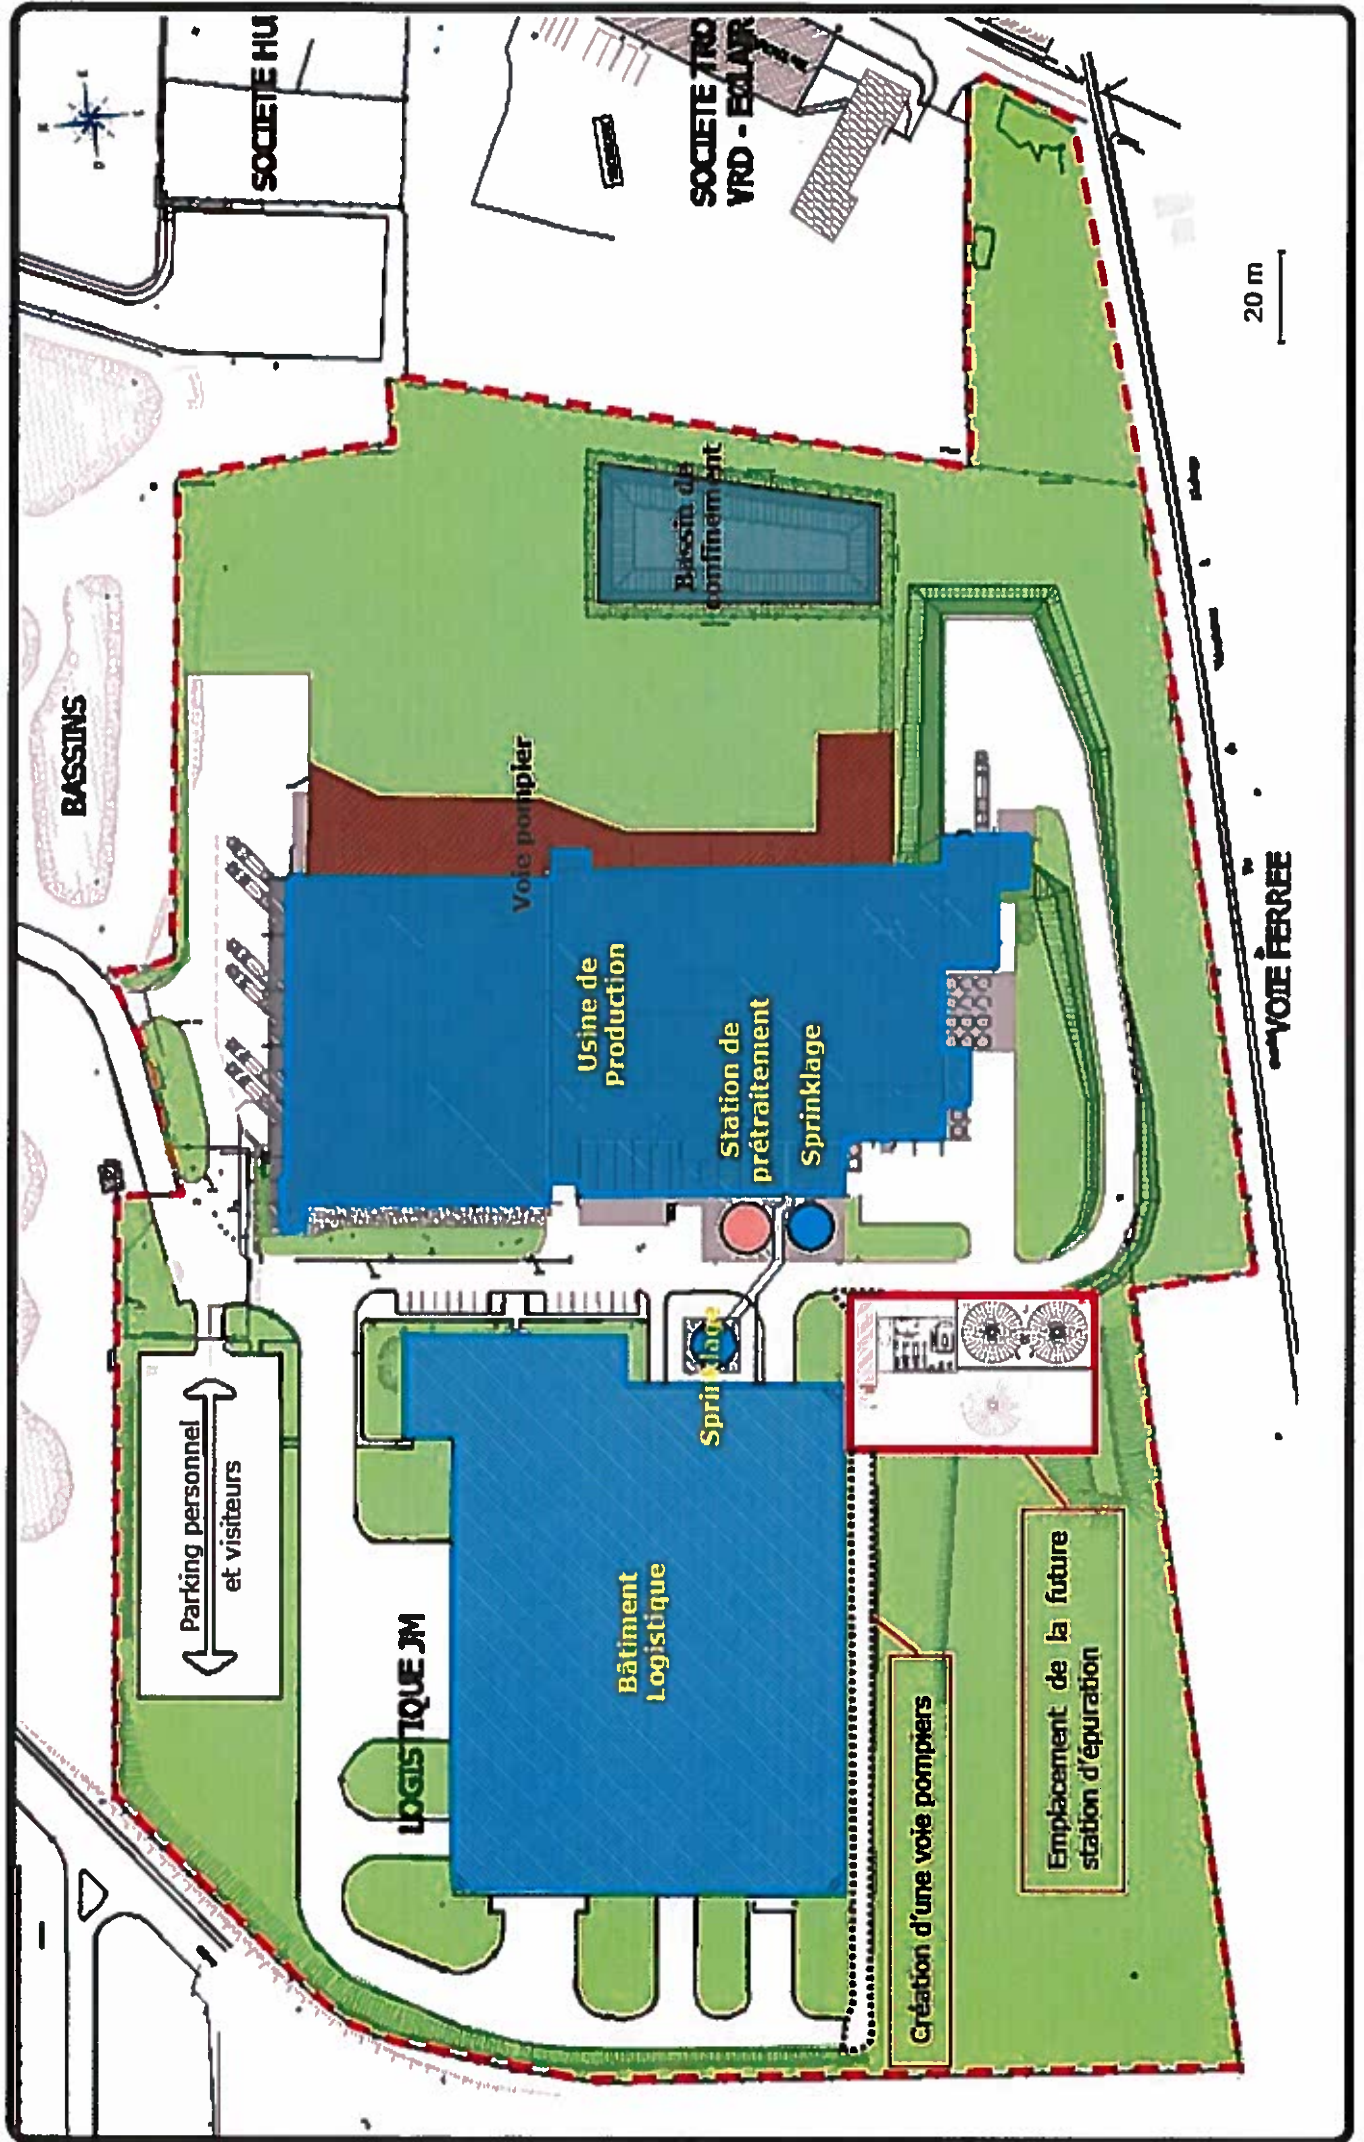 SOCIETE HUI
SOCIETE TRO
VRD - ECLAIR
BASSINS
Bassin de
confinement
Voie pompier
20 m
Usine de
Production
Station de
prétraitement
Sprinklage
VOIE FERREE
Parking personnel
et visiteurs
Sprinklage
LOGISTIQUE JM
Bâtiment
Logistique
Création d'une voie pompiers
Emplacement de la future
station d'épuration